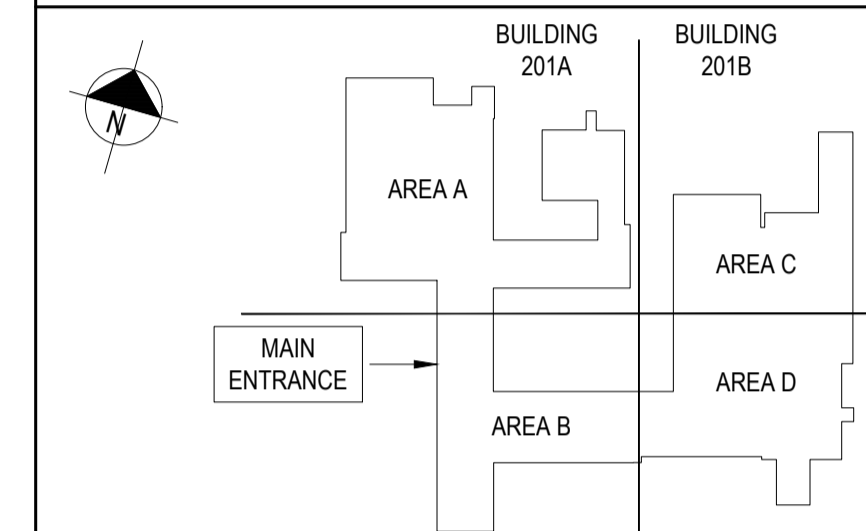 BUILDING
201A
BUILDING
201B
N
AREA A
AREA C
MAIN
ENTRANCE
AREA D
AREA B